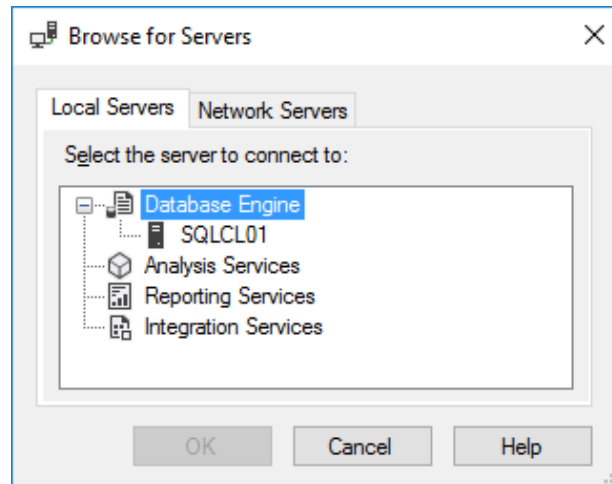 Browse for Servers
Local Servers Network Servers
Select the server to connect to:
Database Engine
SQLCL01
Analysis Services
Reporting Services
Integration Services
OK Cancel Help